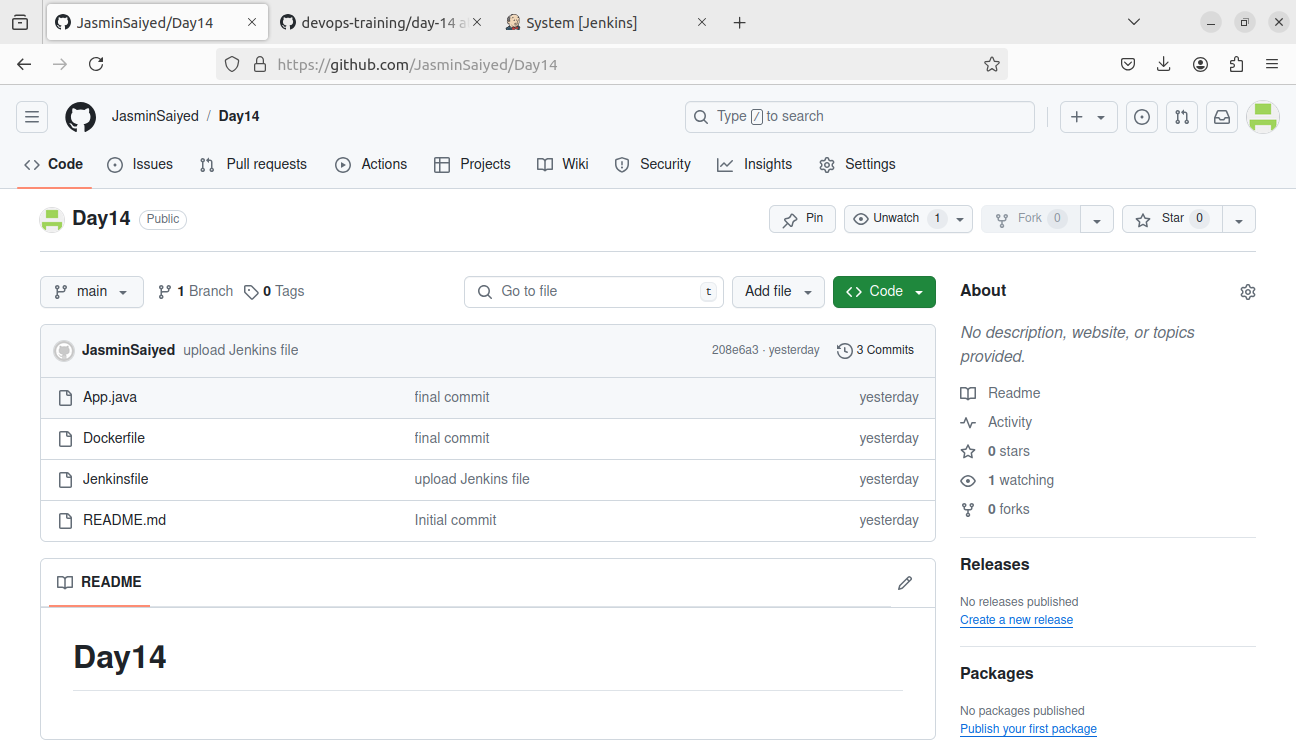 JasminSaiyed/Day14
devops-training/day-14 a
System [Jenkins]
https://github.com/JasminSaiyed/Day14
JasminSaiyed / Day14
Type / to search
Code
Issues
Pull requests
Actions
Projects
Wiki
Security
Insights
Settings
Day14 Public
Pin
Unwatch 1
Fork 0
Star 0
main
1 Branch
0 Tags
Go to file t
Add file
Code
JasminSaiyed upload Jenkins file 208e6a3 · yesterday 3 Commits
App.java final commit yesterday
Dockerfile final commit yesterday
Jenkinsfile upload Jenkins file yesterday
README.md Initial commit yesterday
README
Day14
About
No description, website, or topics
provided.
Readme
Activity
0 stars
1 watching
0 forks
Releases
No releases published
Create a new release
Packages
No packages published
Publish your first package